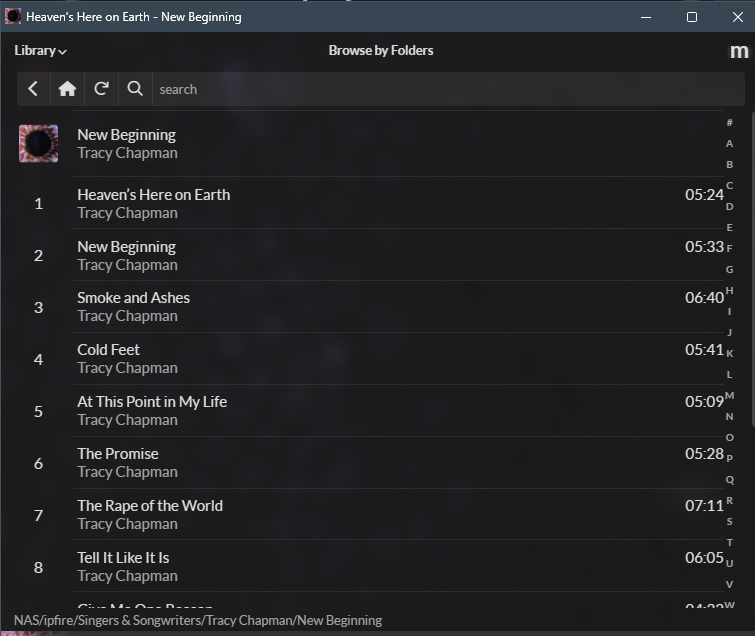 Heaven's Here on Earth - New Beginning
Library
Browse by Folders
m
search
New Beginning
Tracy Chapman
1
Heaven's Here on Earth
Tracy Chapman
05:24
2
New Beginning
Tracy Chapman
05:33
3
Smoke and Ashes
Tracy Chapman
06:40
4
Cold Feet
Tracy Chapman
05:41
5
At This Point in My Life
Tracy Chapman
05:09
6
The Promise
Tracy Chapman
05:28
7
The Rape of the World
Tracy Chapman
07:11
8
Tell It Like It Is
Tracy Chapman
06:05
Give Me One Reason
#
A
B
C
D
E
F
G
H
I
J
K
L
M
N
O
P
Q
R
S
T
U
V
W
NAS/ipfire/Singers & Songwriters/Tracy Chapman/New Beginning